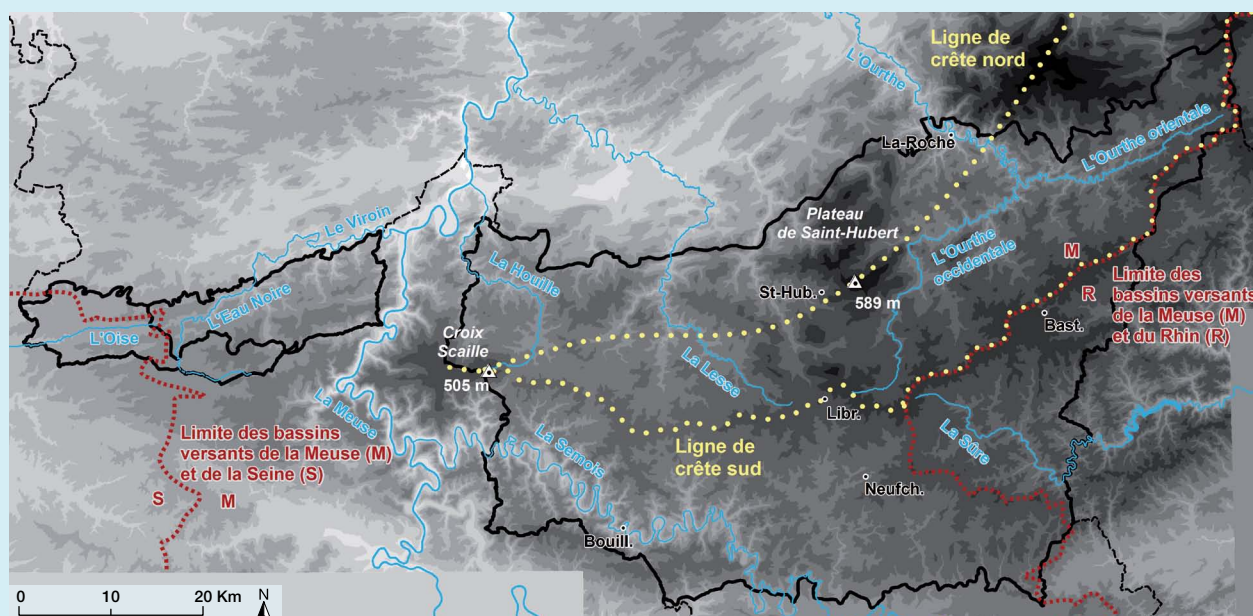 Ligne de
crête nord
L'Ourthe
La-Roche
L'Ourthe orientale
Le Viroin
Plateau
de Saint-Hubert
L'Ourthe
occidentale
La Houille
M
R
Limite des
bassins versants
de la Meuse (M)
et du Rhin (R)
St-Hub.
589 m
L'Eau Noire
L'Oise
Bast.
Croix
Scaille
505 m
La Lesse
La Meuse
Libr.
La Sûre
Limite des bassins
versants de la Meuse (M)
et de la Seine (S)
La Semois
Ligne de
crête sud
S
M
Neufch.
Bouill.
0 10 20 Km
N